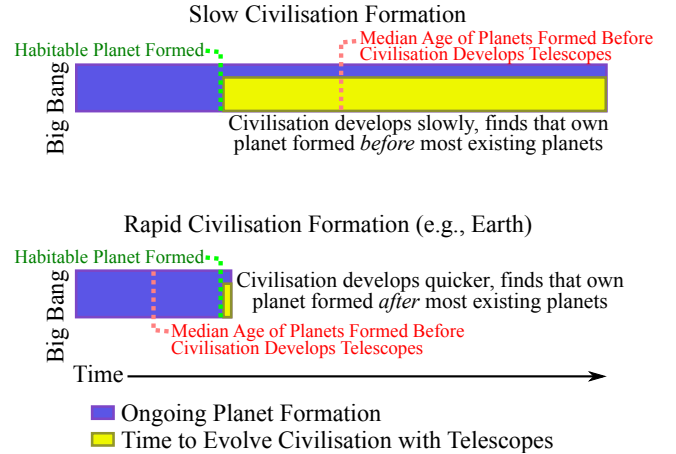 Slow Civilisation Formation
Habitable Planet Formed
Median Age of Planets Formed Before
Civilisation Develops Telescopes
Big Bang
Civilisation develops slowly, finds that own
planet formed before most existing planets
Rapid Civilisation Formation (e.g., Earth)
Habitable Planet Formed
Big Bang
Civilisation develops quicker, finds that own
planet formed after most existing planets
Median Age of Planets Formed Before
Civilisation Develops Telescopes
Time
Ongoing Planet Formation
Time to Evolve Civilisation with Telescopes